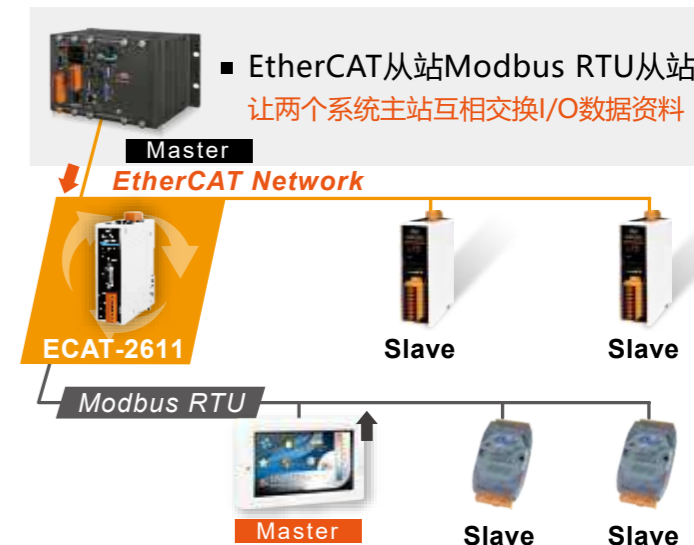 ■ EtherCAT从站Modbus RTU从站
让两个系统主站互相交换I/O数据资料
Master
EtherCAT Network
ECAT-2611
Slave
Slave
Modbus RTU
Master
Slave
Slave